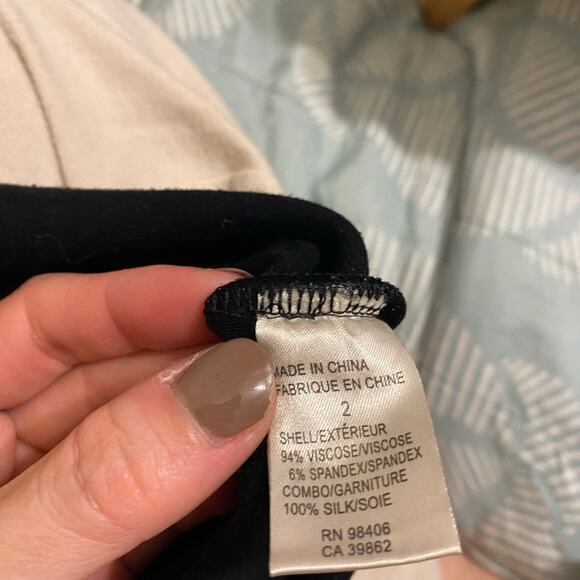 MADE IN CHINA
FABRIQUE EN CHINE
2
SHELL/EXTÉRIEUR
94% VISCOSE/VISCOSE
6% SPANDEX/SPANDEX
COMBO/GARNITURE
100% SILK/SOIE
RN 98406
CA 39862